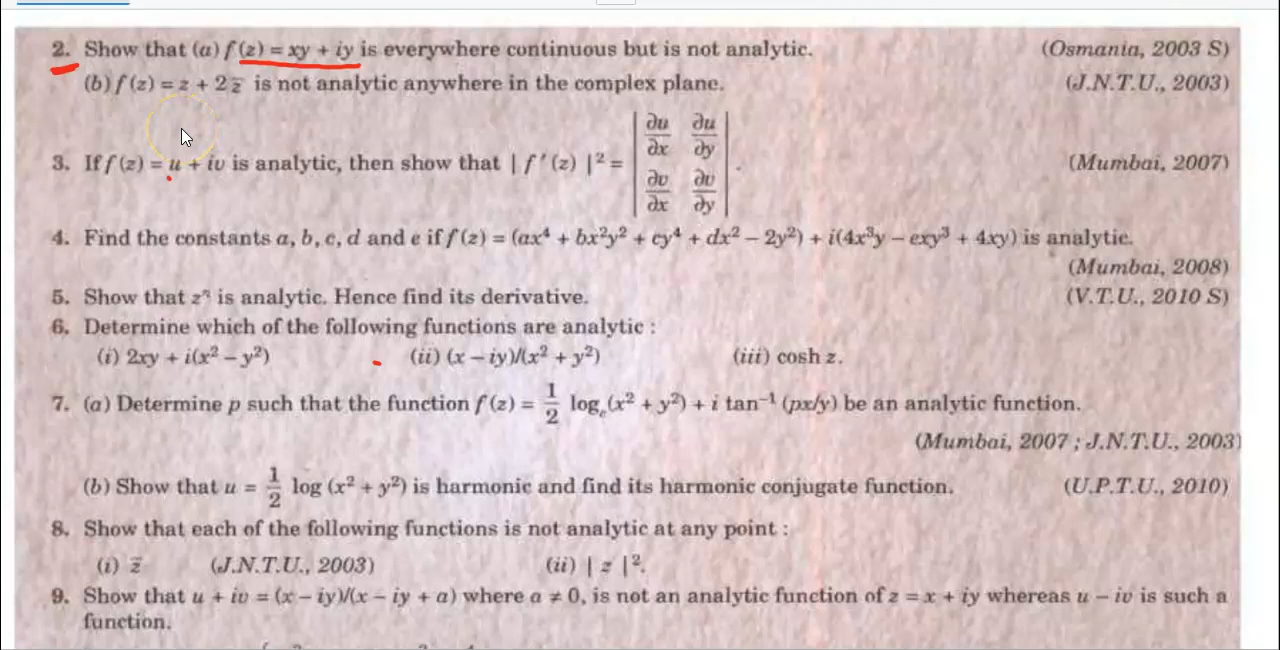 2. Show that (a) f(z) = xy + iy is everywhere continuous but is not analytic. (Osmania, 2003 S)
(b) f(z) = z + 2z̅ is not analytic anywhere in the complex plane. (J.N.T.U., 2003)
3. If f(z) = u + iv is analytic, then show that | f′(z) |² = | ∂u/∂x ∂u/∂y |
| ∂v/∂x ∂v/∂y | . (Mumbai, 2007)
4. Find the constants a, b, c, d and e if f(z) = (ax⁴ + bx²y² + cy⁴ + dx² – 2y²) + i(4x³y – exy³ + 4xy) is analytic.
(Mumbai, 2008)
5. Show that zⁿ is analytic. Hence find its derivative. (V.T.U., 2010 S)
6. Determine which of the following functions are analytic :
(i) 2xy + i(x² – y²) (ii) (x – iy)/(x² + y²) (iii) cosh z.
7. (a) Determine p such that the function f(z) = 1/2 logₑ(x² + y²) + i tan⁻¹ (px/y) be an analytic function.
(Mumbai, 2007 ; J.N.T.U., 2003)
(b) Show that u = 1/2 log (x² + y²) is harmonic and find its harmonic conjugate function. (U.P.T.U., 2010)
8. Show that each of the following functions is not analytic at any point :
(i) z̅ (J.N.T.U., 2003) (ii) | z |².
9. Show that u + iv = (x – iy)/(x – iy + a) where a ≠ 0, is not an analytic function of z = x + iy whereas u – iv is such a
function.